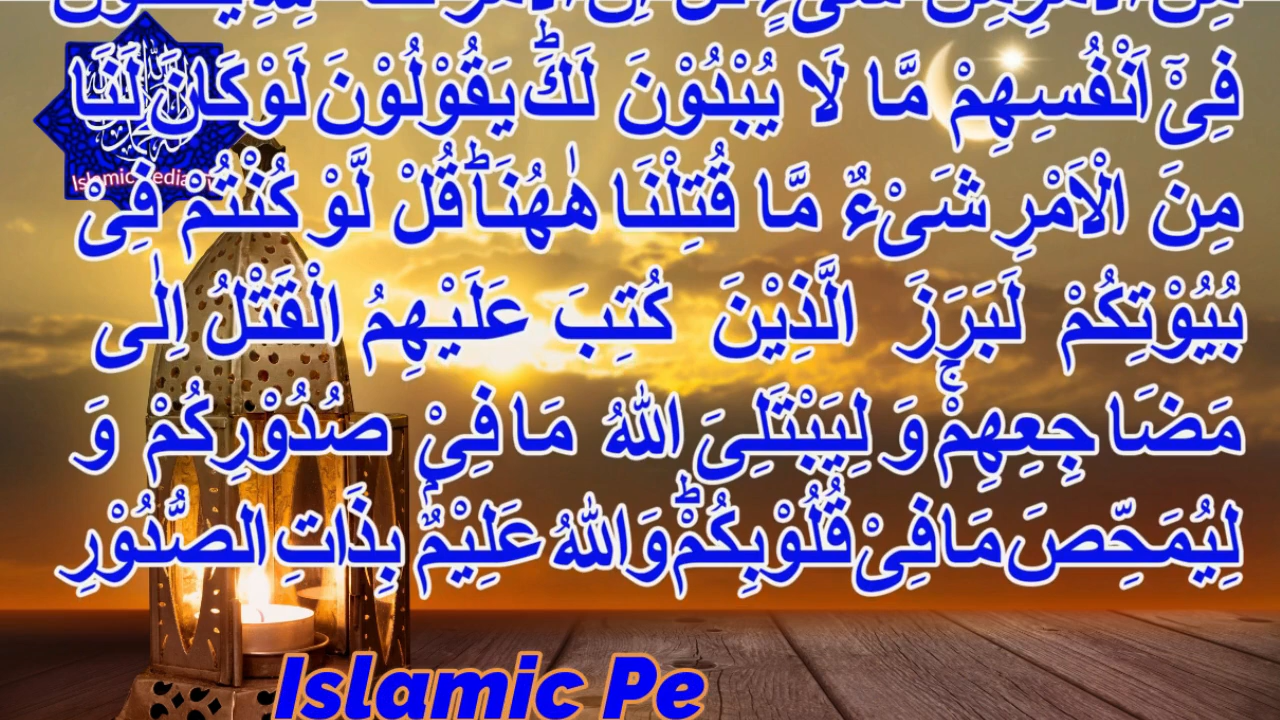 فِىْٓ اَنْفُسِهِمْ مَّا لَا يُبْدُوْنَ لَكَؕ يَقُوْلُوْنَ لَوْ كَانَ لَنَا
مِنَ الْاَمْرِ شَىْءٌ مَّا قُتِلْنَا هٰهُنَاؕ قُلْ لَّوْ كُنْتُمْ فِىْ
بُيُوْتِكُمْ لَبَرَزَ الَّذِيْنَ كُتِبَ عَلَيْهِمُ الْقَتْلُ اِلٰى
مَضَاجِعِهِمْۚ وَ لِيَبْتَلِىَ اللّٰهُ مَا فِىْ صُدُوْرِكُمْ وَ
لِيُمَحِّصَ مَا فِىْ قُلُوْبِكُمْؕ وَاللّٰهُ عَلِيْمٌۢ بِذَاتِ الصُّدُوْرِ
Islamic Pe